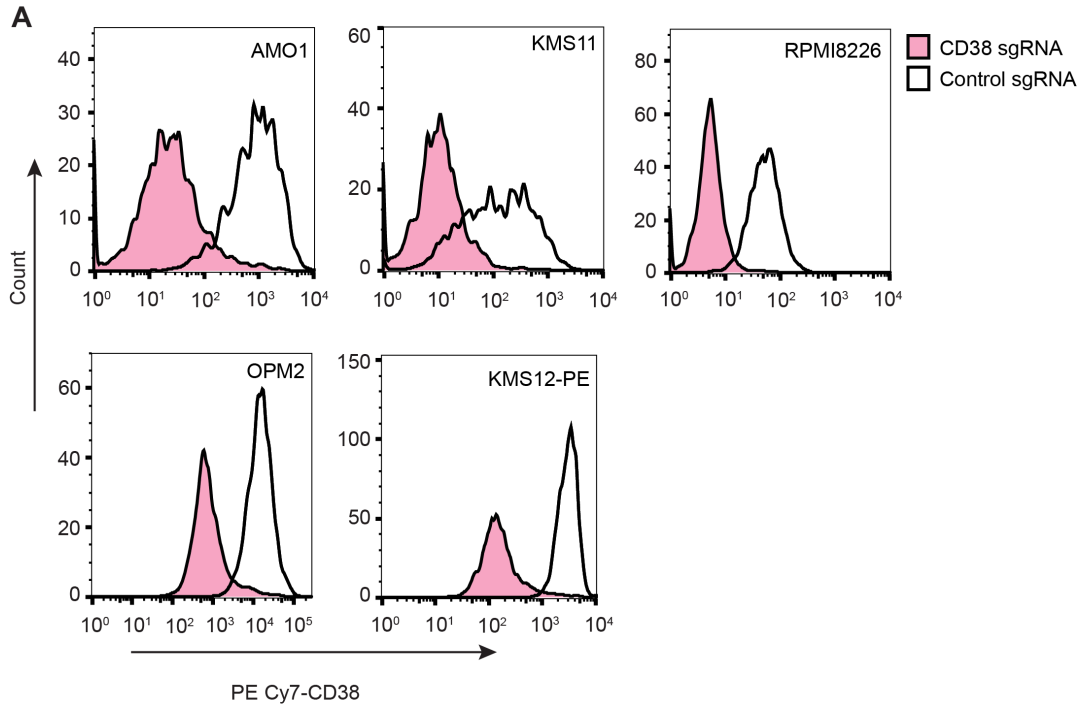 A
AMO1
KMS11
RPMI8226
CD38 sgRNA
Control sgRNA
40
30
20
10
0
10⁰ 10¹ 10² 10³ 10⁴
60
40
20
0
10⁰ 10¹ 10² 10³ 10⁴
80
60
40
20
0
10⁰ 10¹ 10² 10³ 10⁴
Count
OPM2
KMS12-PE
60
40
20
0
10⁰ 10¹ 10² 10³ 10⁴ 10⁵
150
100
50
0
10⁰ 10¹ 10² 10³ 10⁴
PE Cy7-CD38